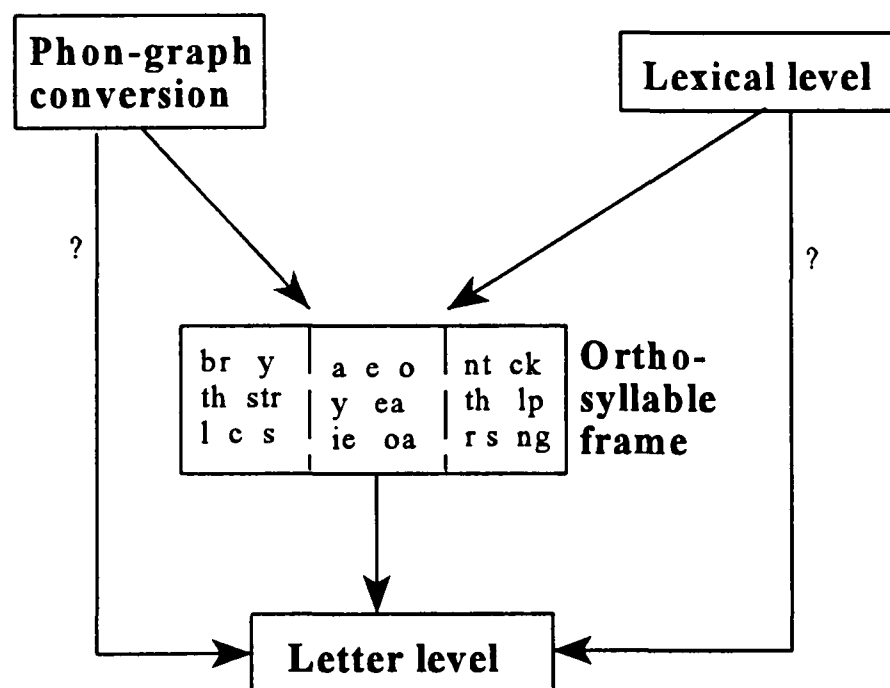 Phon-graph
conversion
Lexical level
?
?
br y
th str
l c s
a e o
y ea
ie oa
nt ck
th lp
r s ng
Ortho-
syllable
frame
Letter level